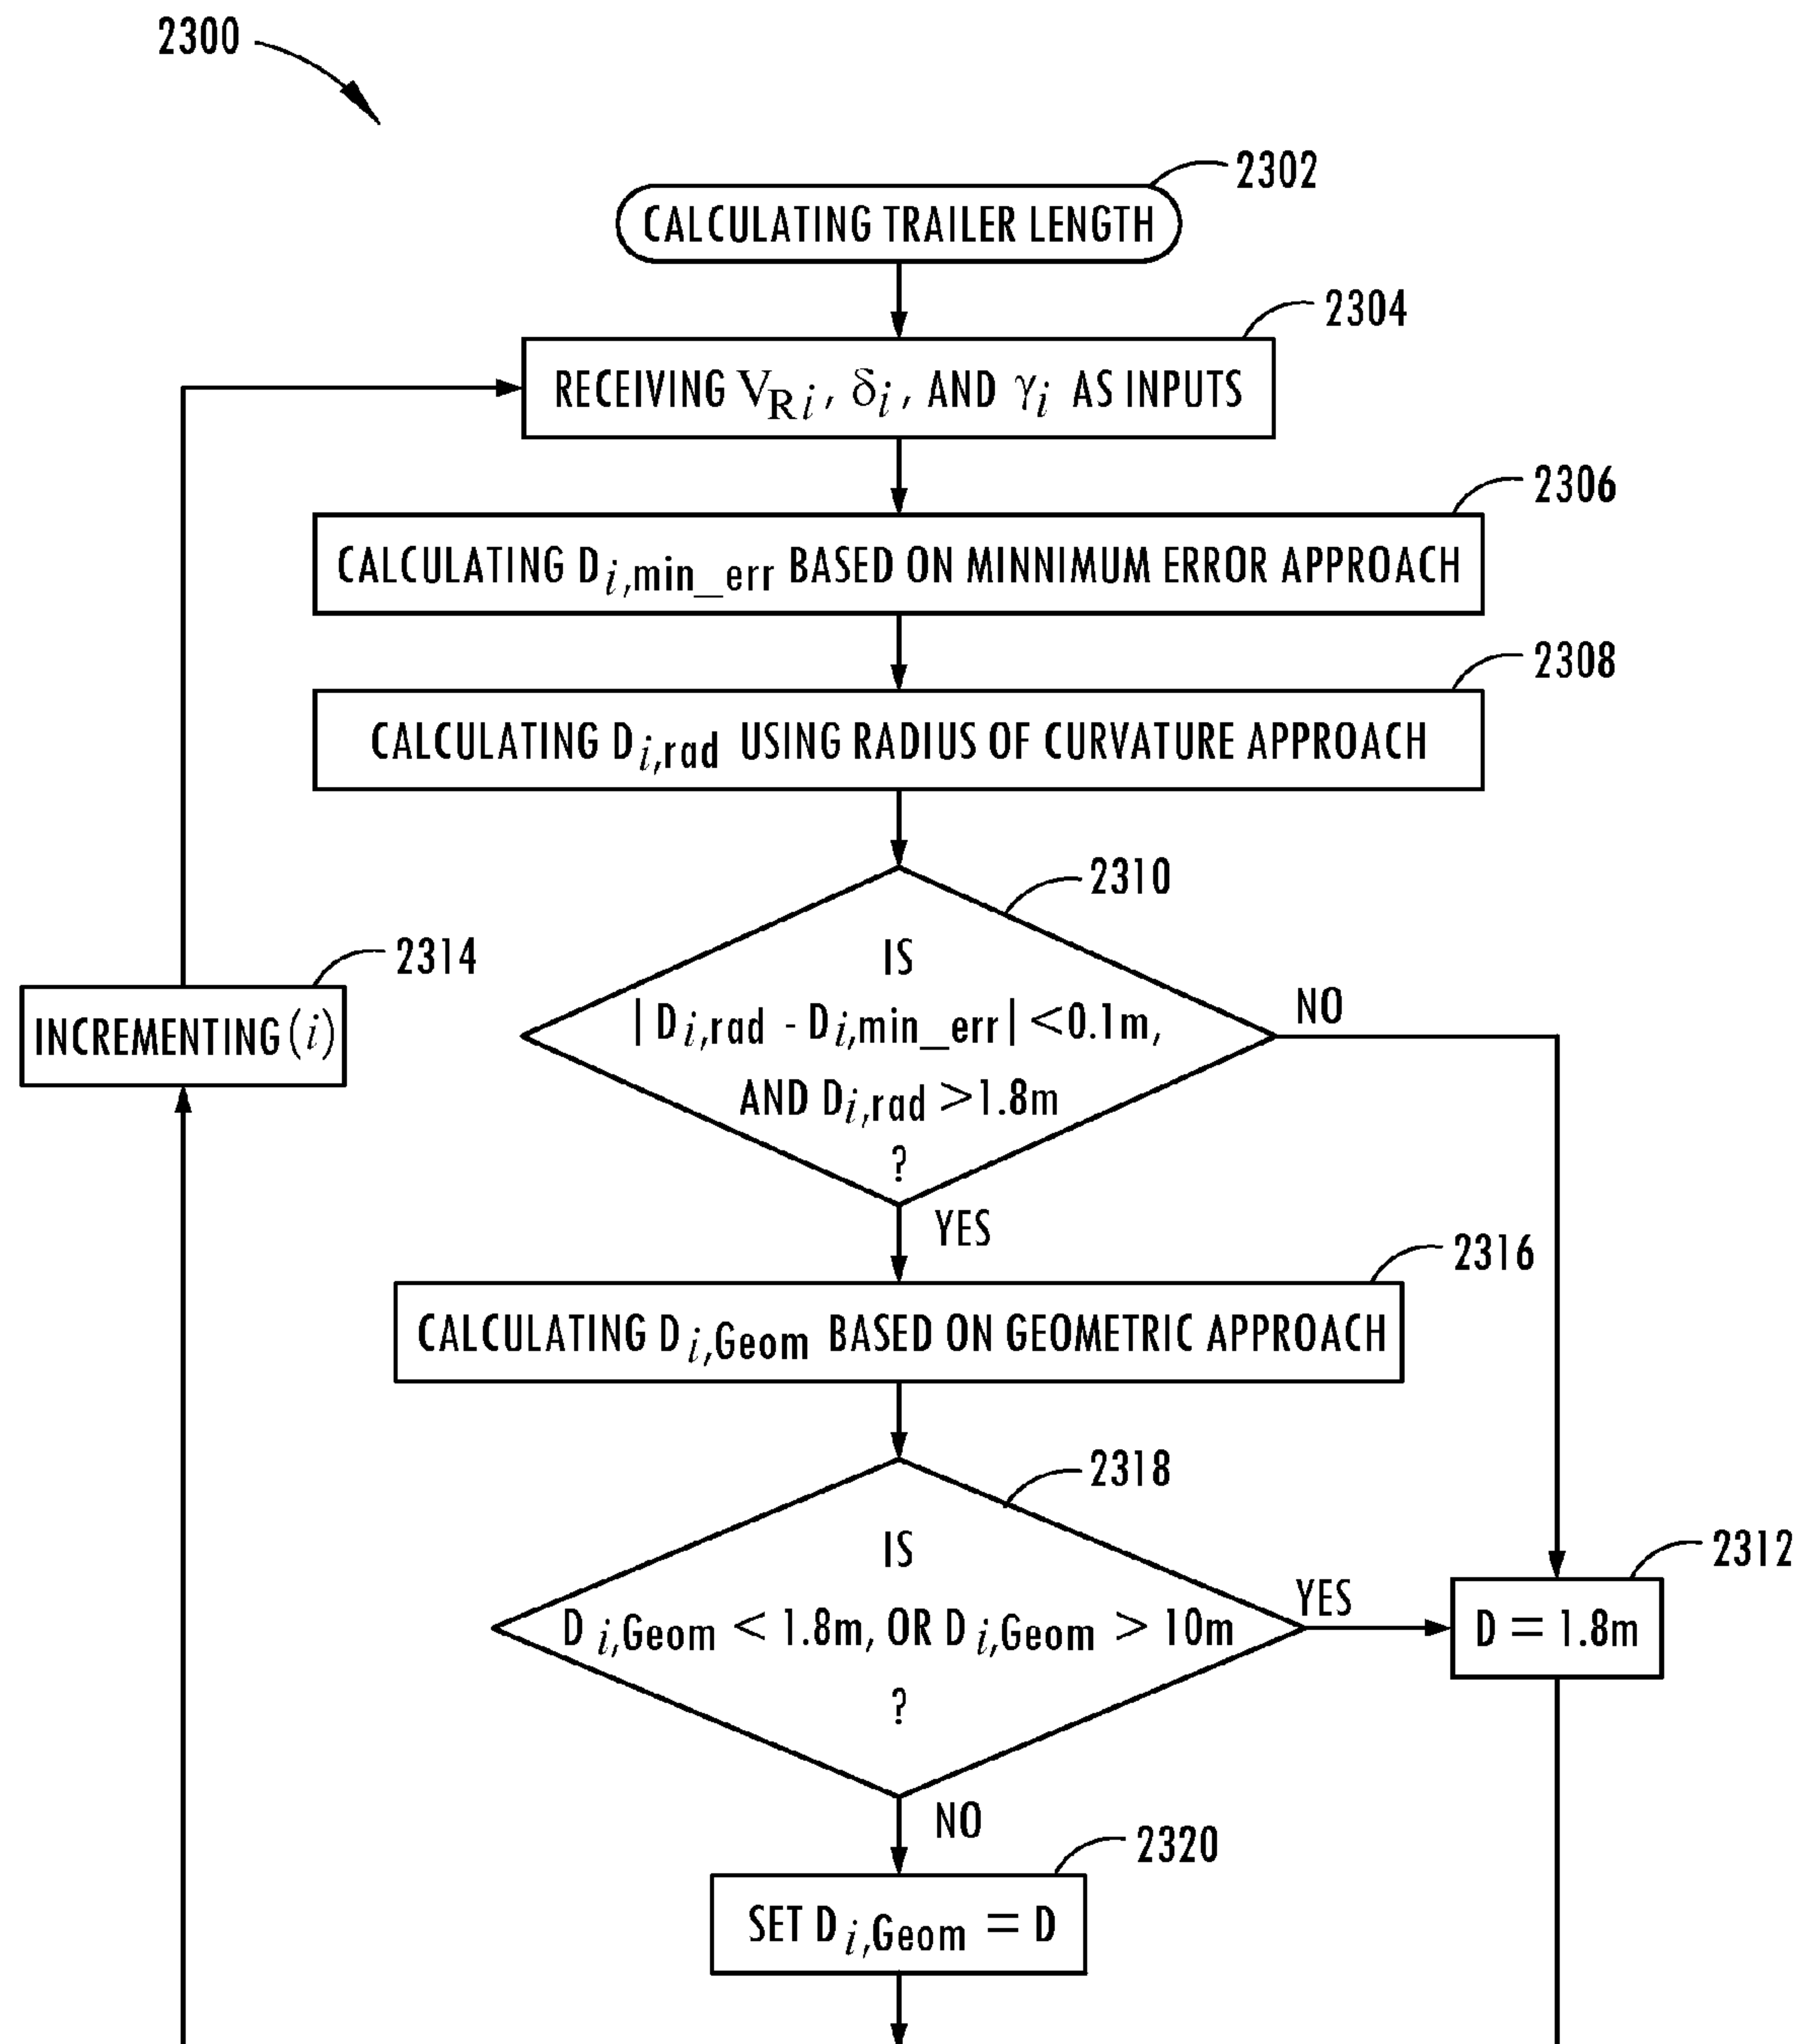 2300
2302
CALCULATING TRAILER LENGTH
2304
RECEIVING V_R i, δi, AND γi AS INPUTS
2306
CALCULATING D i,min_err BASED ON MINNIMUM ERROR APPROACH
2308
CALCULATING D i,rad USING RADIUS OF CURVATURE APPROACH
2310
IS
| D i,rad - D i,min_err | <0.1m,
AND D i,rad >1.8m
?
NO
2314
INCREMENTING (i)
YES
2316
CALCULATING D i,Geom BASED ON GEOMETRIC APPROACH
2318
IS
D i,Geom < 1.8m, OR D i,Geom > 10m
?
YES
2312
D = 1.8m
NO
2320
SET D i,Geom = D